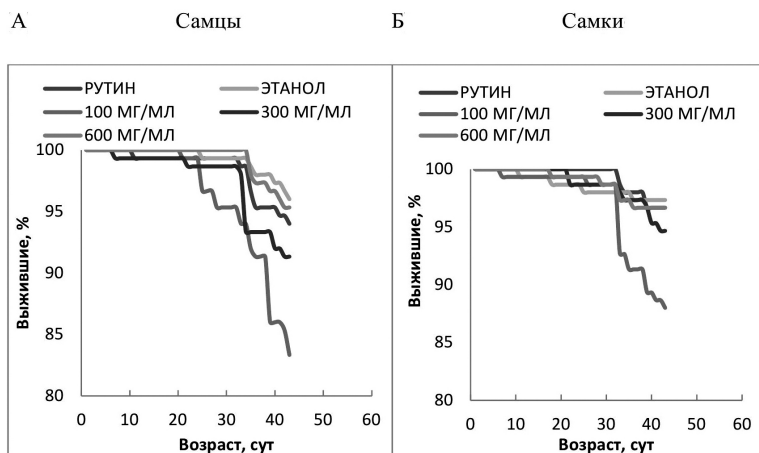 А Самцы Б Самки
РУТИН ЭТАНОЛ
100 МГ/МЛ 300 МГ/МЛ
600 МГ/МЛ
100
95
90
85
80
0 10 20 30 40 50 60
Выжившие, %
Возраст, сут
РУТИН ЭТАНОЛ
100 МГ/МЛ 300 МГ/МЛ
600 МГ/МЛ
100
95
90
85
80
0 10 20 30 40 50 60
Выжившие, %
Возраст, сут